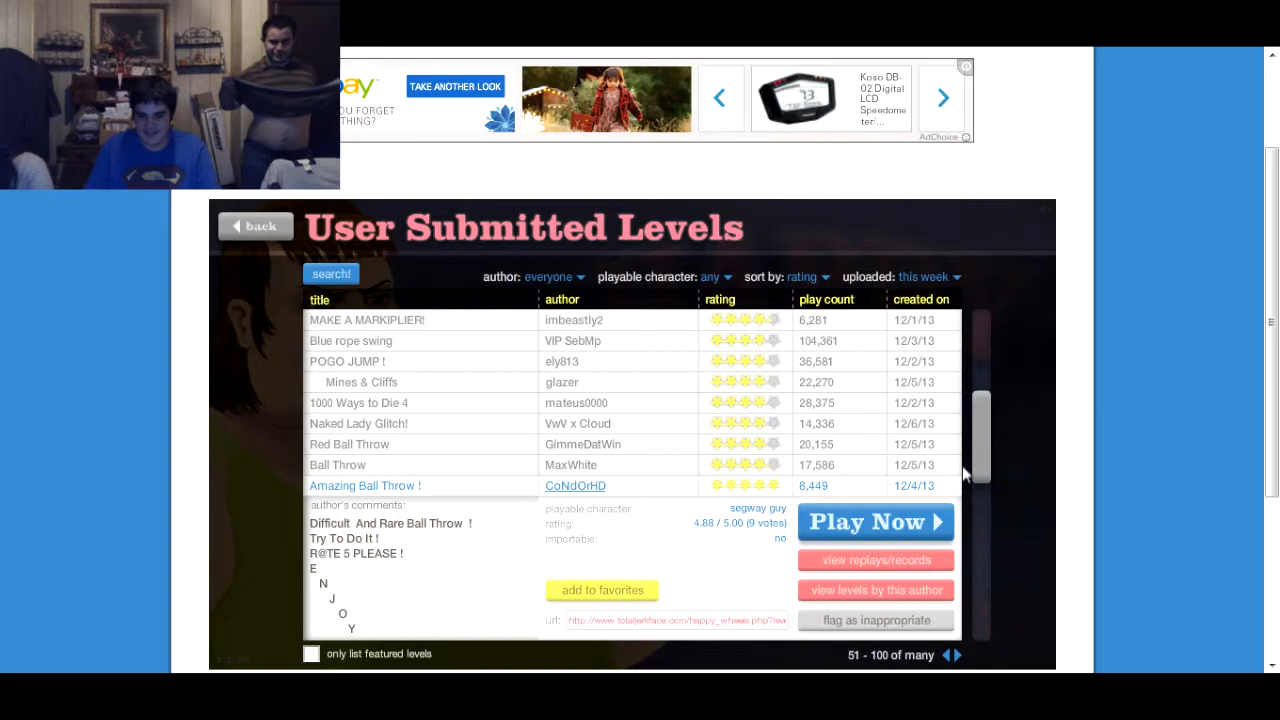 bay
TAKE ANOTHER LOOK
OU FORGET
THING?
Koso DB-
02 Digital
LCD
Speedome
ter/...
AdChoice
back
User Submitted Levels
search!
author: everyone playable character: any sort by: rating uploaded: this week
title author rating play count created on
MAKE A MARKIPLIER! imbeastly2 6,281 12/1/13
Blue rope swing VIP SebMp 104,361 12/3/13
POGO JUMP ! ely813 36,581 12/2/13
Mines & Cliffs glazer 22,270 12/5/13
1000 Ways to Die 4 mateus0000 28,375 12/2/13
Naked Lady Glitch! VwV x Cloud 14,336 12/6/13
Red Ball Throw GimmeDatWin 20,155 12/5/13
Ball Throw MaxWhite 17,586 12/5/13
Amazing Ball Throw ! CoNdOrHD 8,449 12/4/13
author's comments:
Difficult And Rare Ball Throw !
Try To Do It !
R@TE 5 PLEASE !
E
N
J
O
Y
playable character segway guy
rating: 4.88 / 5.00 (9 votes)
importable: no
add to favorites
url: http://www.totaljerkface.com/happy_wheels.php?leve
Play Now
view replays/records
view levels by this author
flag as inappropriate
only list featured levels
51 - 100 of many